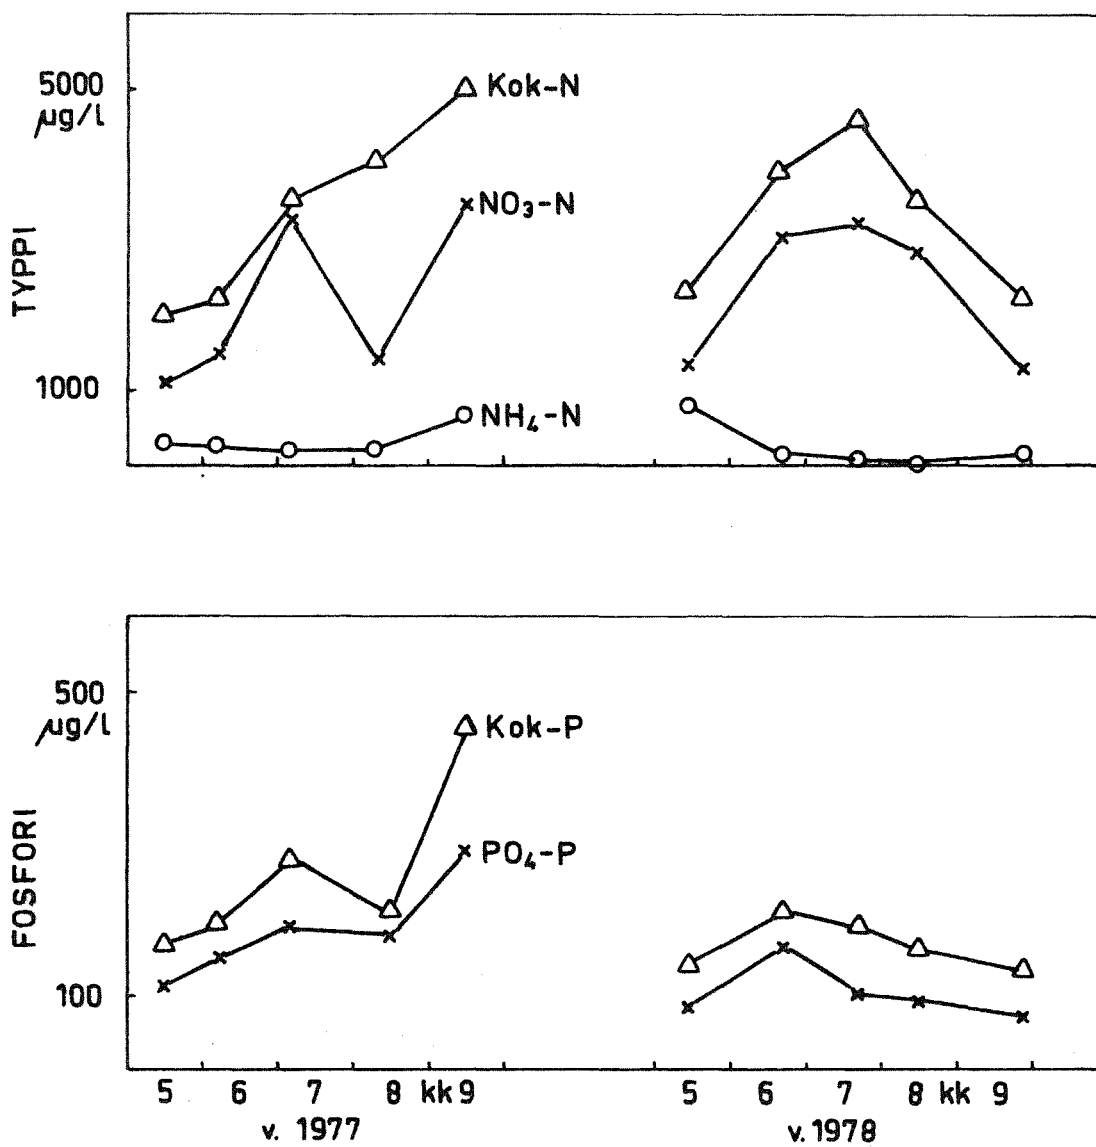 5000
µg/l
TYPPI
1000
Kok-N
NO₃-N
NH₄-N
500
µg/l
FOSFORI
100
Kok-P
PO₄-P
5 6 7 8 kk 9 5 6 7 8 kk 9
v. 1977 v. 1978